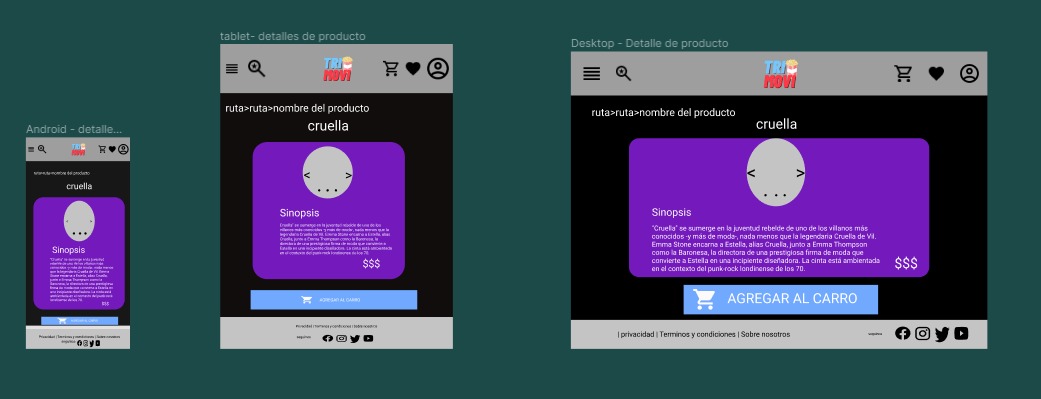 Android - detalle...
TRI
MOVI
ruta>ruta>nombre del producto
cruella
< >
...
Sinopsis
"Cruella" se sumerge en la juventud
rebelde de uno de los villanos más
conocidos -y más de moda-, nada menos
que la legendaria Cruella de Vil. Emma
Stone encarna a Estella, alias Cruella,
junto a Emma Thompson como la
Baronesa, la directora de una prestigiosa
firma de moda que convierte a Estella en
una incipiente diseñadora. La cinta está
ambientada en el contexto del punk-rock
londinense de los 70.
$$$
AGREGAR AL CARRO
Privacidad | Terminos y condiciones | Sobre nosotros
seguinos
tablet- detalles de producto
TRI
MOVI
ruta>ruta>nombre del producto
cruella
< >
...
Sinopsis
"Cruella" se sumerge en la juventud rebelde de uno de los
villanos más conocidos -y más de moda-, nada menos que la
legendaria Cruella de Vil. Emma Stone encarna a Estella, alias
Cruella, junto a Emma Thompson como la Baronesa, la
directora de una prestigiosa firma de moda que convierte a
Estella en una incipiente diseñadora. La cinta está ambientada
en el contexto del punk-rock londinense de los 70.
$$$
AGREGAR AL CARRO
Privacidad | Terminos y condiciones | Sobre nosotros
seguinos
Desktop - Detalle de producto
TRI
MOVI
ruta>ruta>nombre del producto
cruella
< >
...
Sinopsis
"Cruella" se sumerge en la juventud rebelde de uno de los villanos más
conocidos -y más de moda-, nada menos que la legendaria Cruella de Vil.
Emma Stone encarna a Estella, alias Cruella, junto a Emma Thompson
como la Baronesa, la directora de una prestigiosa firma de moda que
convierte a Estella en una incipiente diseñadora. La cinta está ambientada
en el contexto del punk-rock londinense de los 70.
$$$
AGREGAR AL CARRO
| privacidad | Terminos y condiciones | Sobre nosotros
seguinos